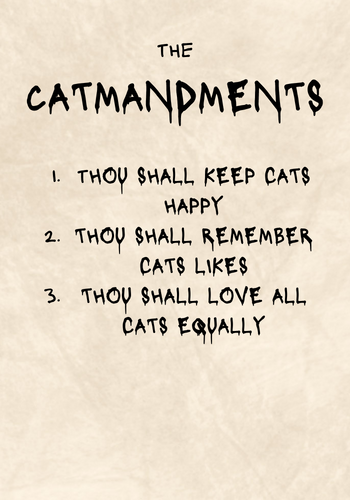 THE
CATMANDMENTS
1. THOU SHALL KEEP CATS
HAPPY
2. THOU SHALL REMEMBER
CATS LIKES
3. THOU SHALL LOVE ALL
CATS EQUALLY